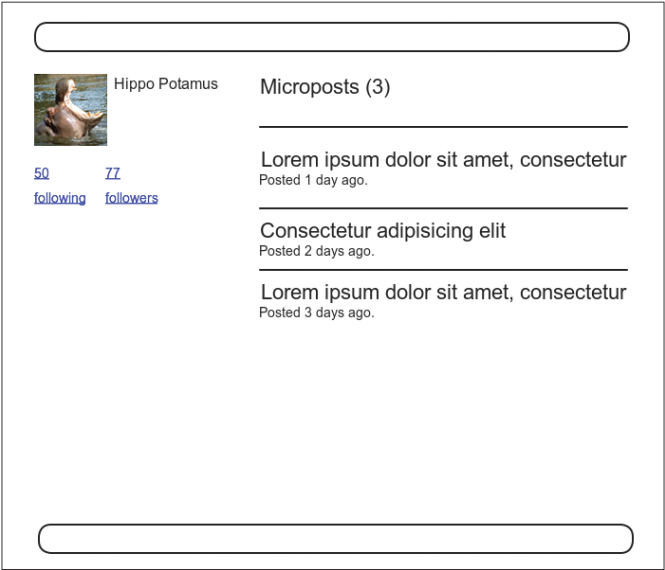 Hippo Potamus
50
77
following
followers
Microposts (3)
Lorem ipsum dolor sit amet, consectetur
Posted 1 day ago.
Consectetur adipisicing elit
Posted 2 days ago.
Lorem ipsum dolor sit amet, consectetur
Posted 3 days ago.